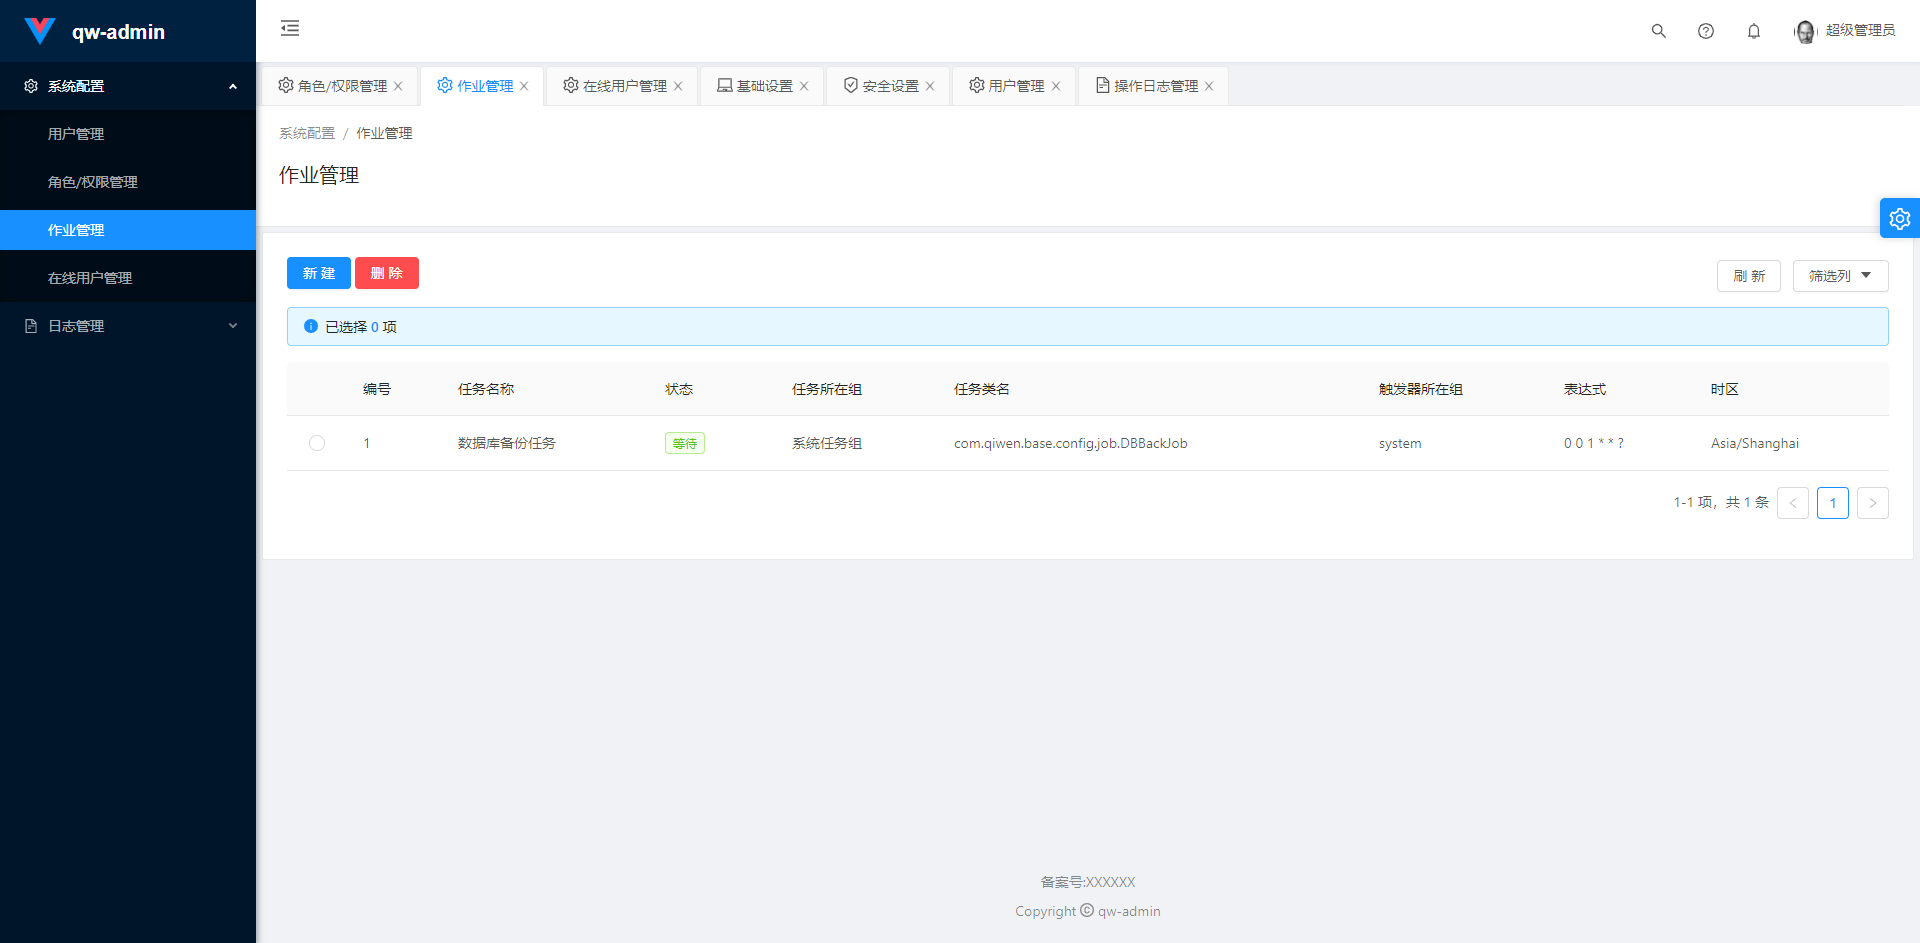 qw-admin
超级管理员
系统配置
用户管理
角色/权限管理
作业管理
在线用户管理
日志管理
角色/权限管理 作业管理 在线用户管理 基础设置 安全设置 用户管理 操作日志管理
系统配置 / 作业管理
作业管理
新 建 删 除 刷 新 筛选列
已选择 0 项
编号 任务名称 状态 任务所在组 任务类名 触发器所在组 表达式 时区
1 数据库备份任务 等待 系统任务组 com.qiwen.base.config.job.DBBackJob system 0 0 1 * * ? Asia/Shanghai
1-1 项，共 1 条 < 1 >
备案号:XXXXXX
Copyright © qw-admin